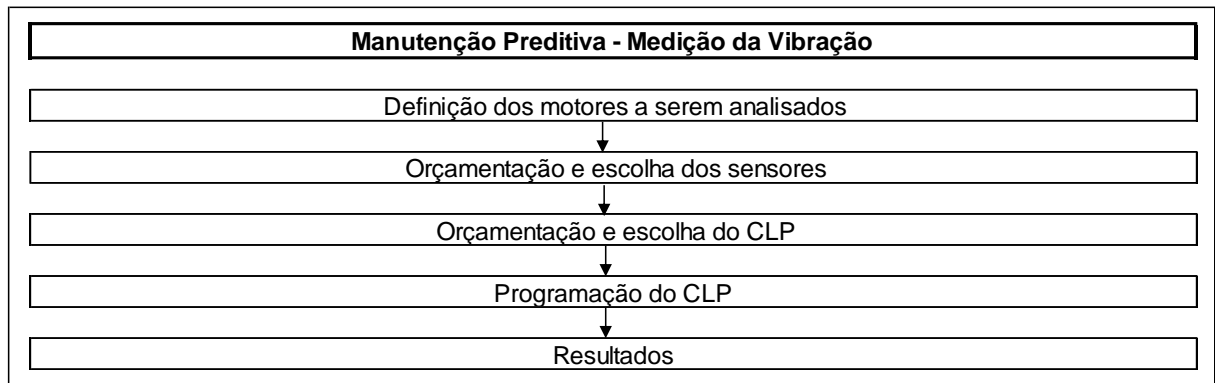 Manutenção Preditiva - Medição da Vibração
Definição dos motores a serem analisados
Orçamentação e escolha dos sensores
Orçamentação e escolha do CLP
Programação do CLP
Resultados